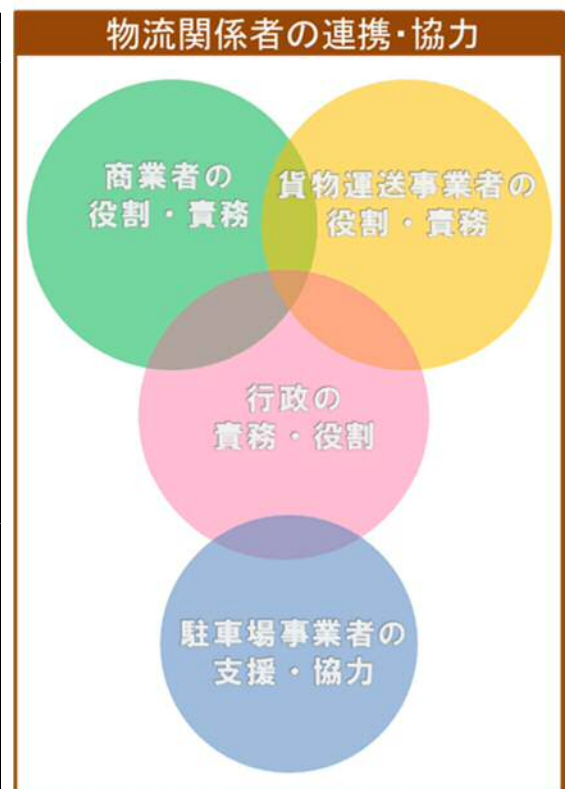 物流関係者の連携・協力
商業者の
役割・責務
貨物運送事業者の
役割・責務
行政の
責務・役割
駐車場事業者の
支援・協力